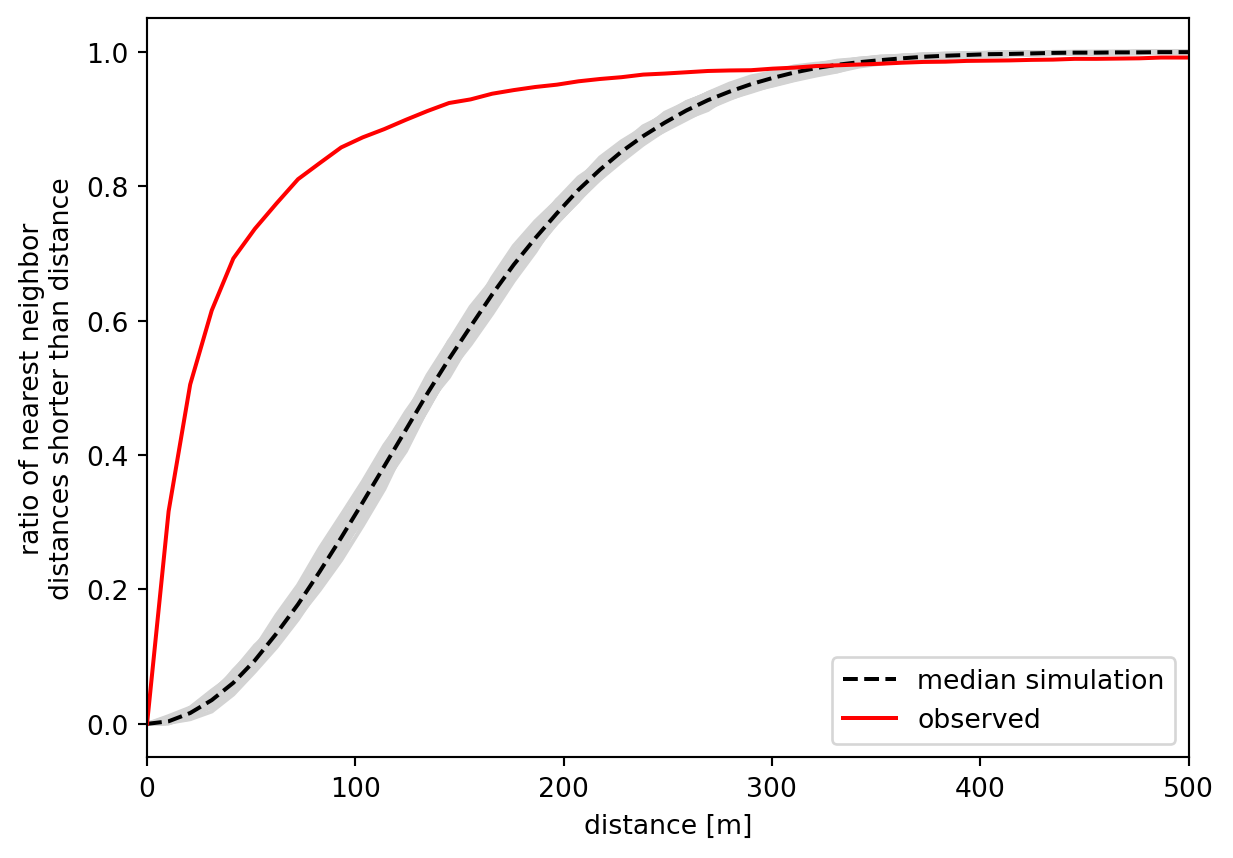 1.0
0.8
0.6
0.4
0.2
0.0
ratio of nearest neighbor
distances shorter than distance
median simulation
observed
0 100 200 300 400 500
distance [m]